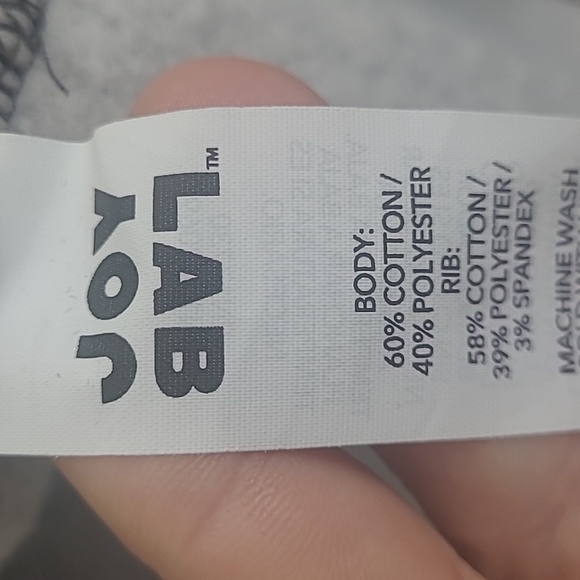 JOY
LAB™
BODY:
60% COTTON /
40% POLYESTER
RIB:
58% COTTON /
39% POLYESTER /
3% SPANDEX
MACHINE WASH